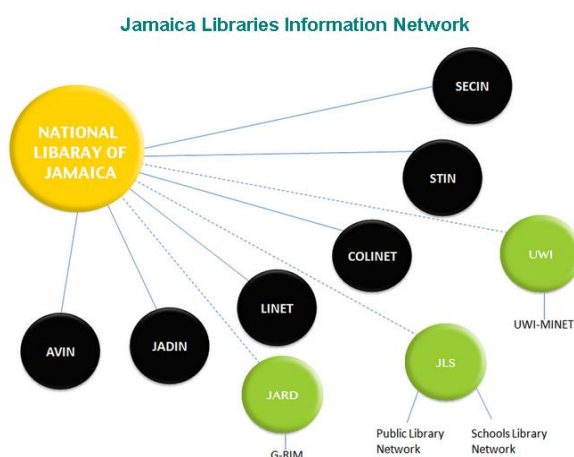 Jamaica Libraries Information Network
NATIONAL
LIBARAY OF
JAMAICA
SECIN
STIN
COLINET
UWI
UWI-MINET
LINET
AVIN
JADIN
JARD
G-RIM
JLS
Public Library
Network
Schools Library
Network